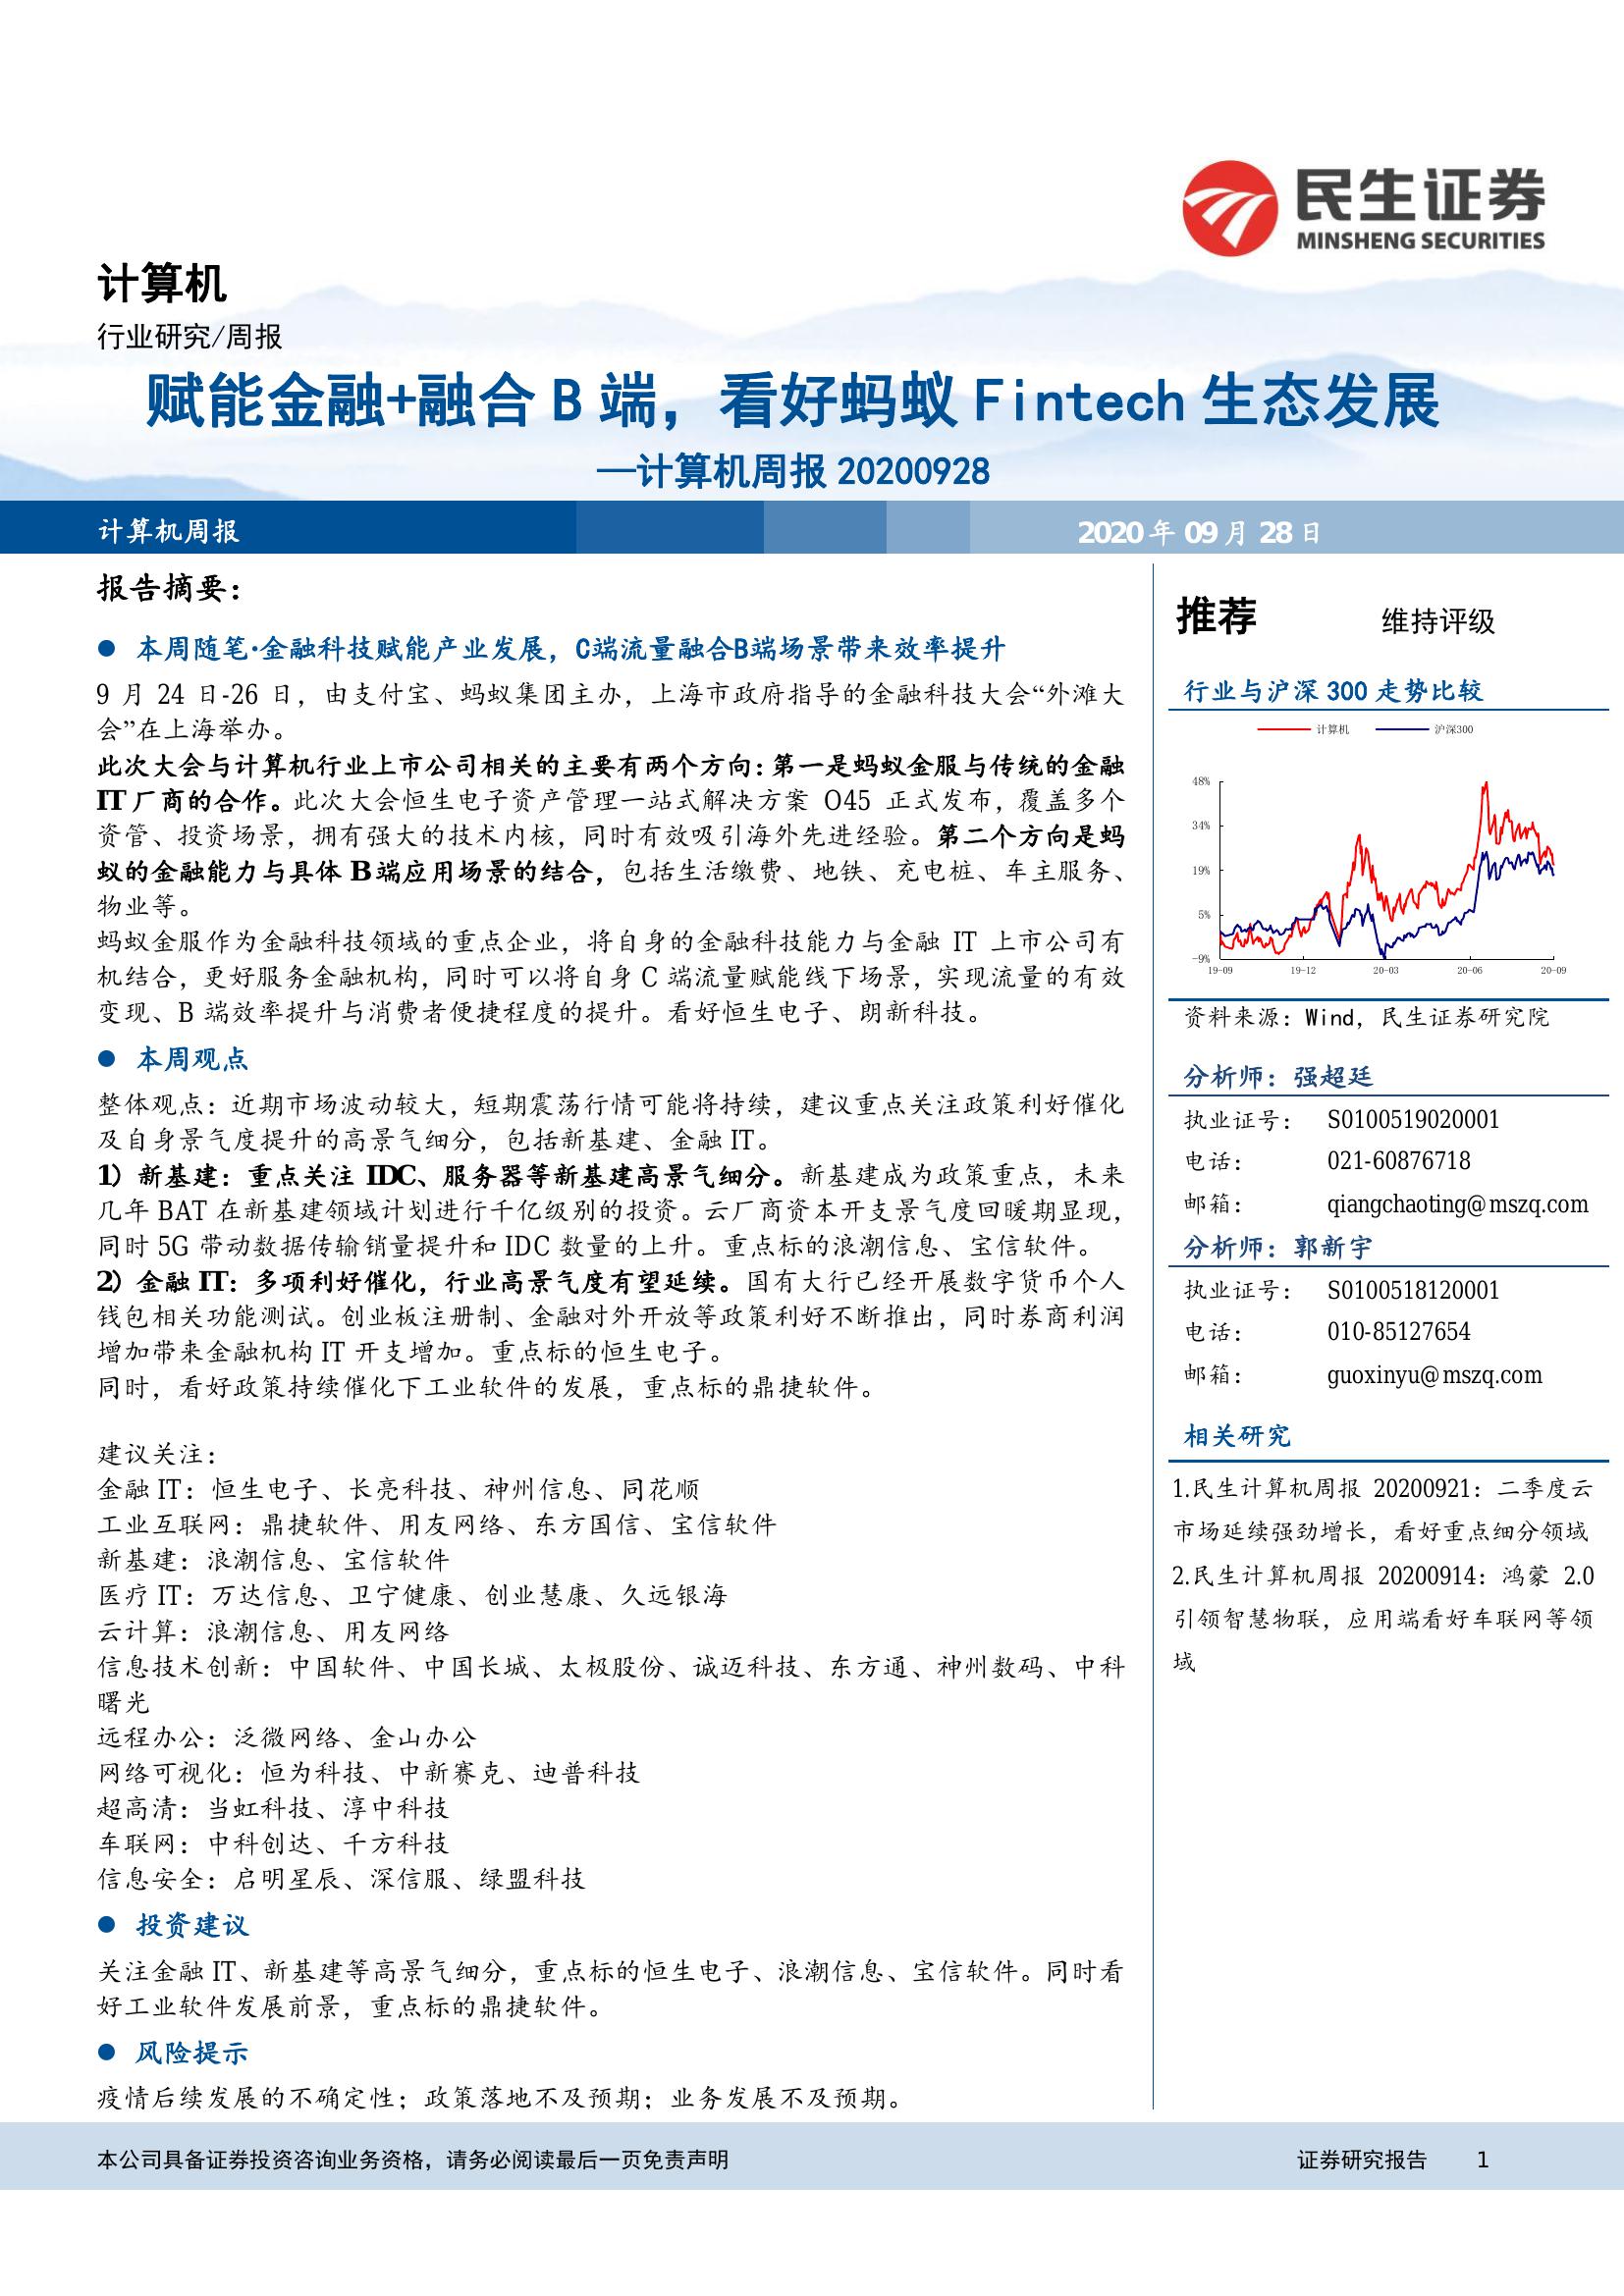 民生证券
MINSHENG SECURITIES
计算机
行业研究/周报
赋能金融+融合 B 端，看好蚂蚁 Fintech 生态发展
—计算机周报 20200928
计算机周报
2020 年 09 月 28 日
报告摘要：
● 本周随笔·金融科技赋能产业发展，C端流量融合B端场景带来效率提升
9 月 24 日-26 日，由支付宝、蚂蚁集团主办，上海市政府指导的金融科技大会“外滩大
会”在上海举办。
此次大会与计算机行业上市公司相关的主要有两个方向：第一是蚂蚁金服与传统的金融
IT 厂商的合作。此次大会恒生电子资产管理一站式解决方案 O45 正式发布，覆盖多个
资管、投资场景，拥有强大的技术内核，同时有效吸引海外先进经验。第二个方向是蚂
蚁的金融能力与具体 B 端应用场景的结合，包括生活缴费、地铁、充电桩、车主服务、
物业等。
蚂蚁金服作为金融科技领域的重点企业，将自身的金融科技能力与金融 IT 上市公司有
机结合，更好服务金融机构，同时可以将自身 C 端流量赋能线下场景，实现流量的有效
变现、B 端效率提升与消费者便捷程度的提升。看好恒生电子、朗新科技。
● 本周观点
整体观点：近期市场波动较大，短期震荡行情可能将持续，建议重点关注政策利好催化
及自身景气度提升的高景气细分，包括新基建、金融 IT。
1）新基建：重点关注 IDC、服务器等新基建高景气细分。新基建成为政策重点，未来
几年 BAT 在新基建领域计划进行千亿级别的投资。云厂商资本开支景气度回暖期显现，
同时 5G 带动数据传输销量提升和 IDC 数量的上升。重点标的浪潮信息、宝信软件。
2）金融 IT：多项利好催化，行业高景气度有望延续。国有大行已经开展数字货币个人
钱包相关功能测试。创业板注册制、金融对外开放等政策利好不断推出，同时券商利润
增加带来金融机构 IT 开支增加。重点标的恒生电子。
同时，看好政策持续催化下工业软件的发展，重点标的鼎捷软件。
建议关注：
金融 IT：恒生电子、长亮科技、神州信息、同花顺
工业互联网：鼎捷软件、用友网络、东方国信、宝信软件
新基建：浪潮信息、宝信软件
医疗 IT：万达信息、卫宁健康、创业慧康、久远银海
云计算：浪潮信息、用友网络
信息技术创新：中国软件、中国长城、太极股份、诚迈科技、东方通、神州数码、中科
曙光
远程办公：泛微网络、金山办公
网络可视化：恒为科技、中新赛克、迪普科技
超高清：当虹科技、淳中科技
车联网：中科创达、千方科技
信息安全：启明星辰、深信服、绿盟科技
● 投资建议
关注金融 IT、新基建等高景气细分，重点标的恒生电子、浪潮信息、宝信软件。同时看
好工业软件发展前景，重点标的鼎捷软件。
● 风险提示
疫情后续发展的不确定性；政策落地不及预期；业务发展不及预期。
推荐 维持评级
行业与沪深 300 走势比较
计算机 沪深300
48%
34%
19%
5%
-9%
19-09 19-12 20-03 20-06 20-09
资料来源：Wind，民生证券研究院
分析师：强超廷
执业证号： S0100519020001
电话： 021-60876718
邮箱： qiangchaoting@mszq.com
分析师：郭新宇
执业证号： S0100518120001
电话： 010-85127654
邮箱： guoxinyu@mszq.com
相关研究
1.民生计算机周报 20200921：二季度云
市场延续强劲增长，看好重点细分领域
2.民生计算机周报 20200914：鸿蒙 2.0
引领智慧物联，应用端看好车联网等领
域
本公司具备证券投资咨询业务资格，请务必阅读最后一页免责声明
证券研究报告 1